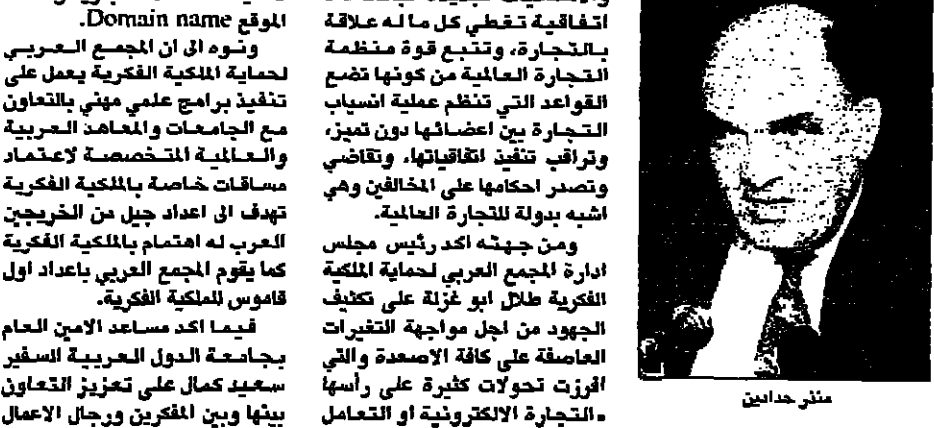 اتفاقية تغطي كل ما له علاقة
بالتجارة، وتنبع قوة منظمة
التجارة العالمية من كونها تضع
القواعد التي تنظم عملية انسياب
التجارة بين اعضائها دون تميز،
وتراقب تنفيذ اتفاقياتها، وتقاضي
وتصدر احكامها على المخالفين وهي
اشبه بدولة للتجارة العالمية.
ومن جهته اكد رئيس مجلس
ادارة المجمع العربي لحماية الملكية
الفكرية طلال ابو غزلة على تكثيف
الجهود من اجل مواجهة التغيرات
العاصفة على كافة الاصعدة والتي
افرزت تحولات كثيرة على رأسها
«التجارة الالكترونية او التعامل
الموقع Domain name.
ونوه الى ان المجمع العربي
لحماية الملكية الفكرية يعمل على
تنفيذ برامج علمي مهني بالتعاون
مع الجامعات والمعاهد العربية
والعالمية المتخصصة لاعتماد
مساقات خاصة بالملكية الفكرية
تهدف الى اعداد جيل من الخريجين
العرب له اهتمام بالملكية الفكرية
كما يقوم المجمع العربي باعداد اول
قاموس للملكية الفكرية.
فيما اكد مساعد الامين العام
بجامعة الدول العربية السفير
سعيد كمال على تعزيز التعاون
بينها وبين المفكرين ورجال الاعمال
منذر حدادين